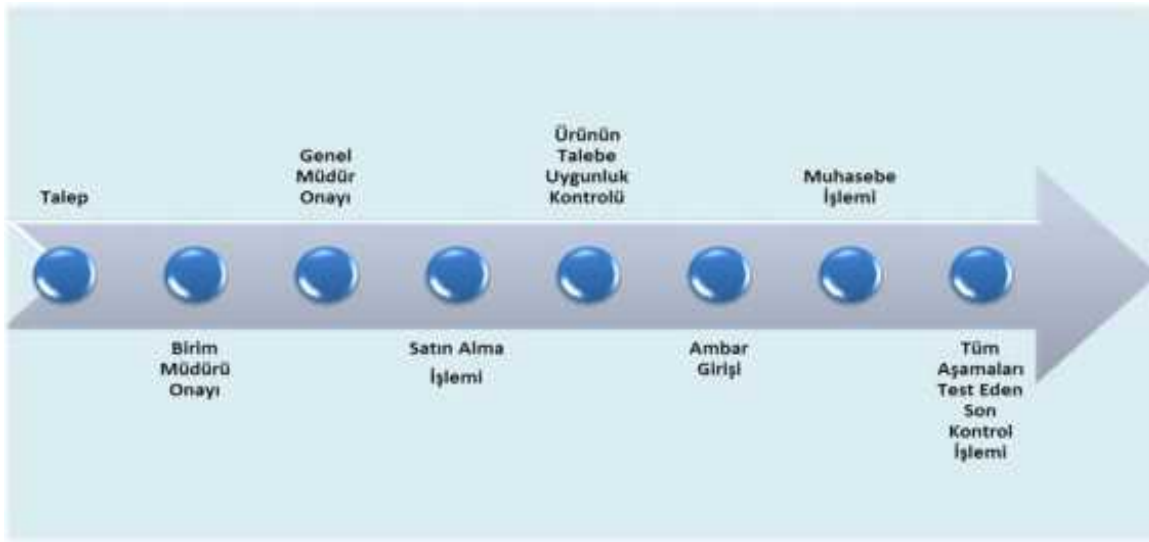 Talep
Birim
Müdürü
Onayı
Genel
Müdür
Onayı
Satın Alma
İşlemi
Ürünün
Talebe
Uygunluk
Kontrolü
Ambar
Girişi
Muhasebe
İşlemi
Tüm
Aşamaları
Test Eden
Son
Kontrol
İşlemi